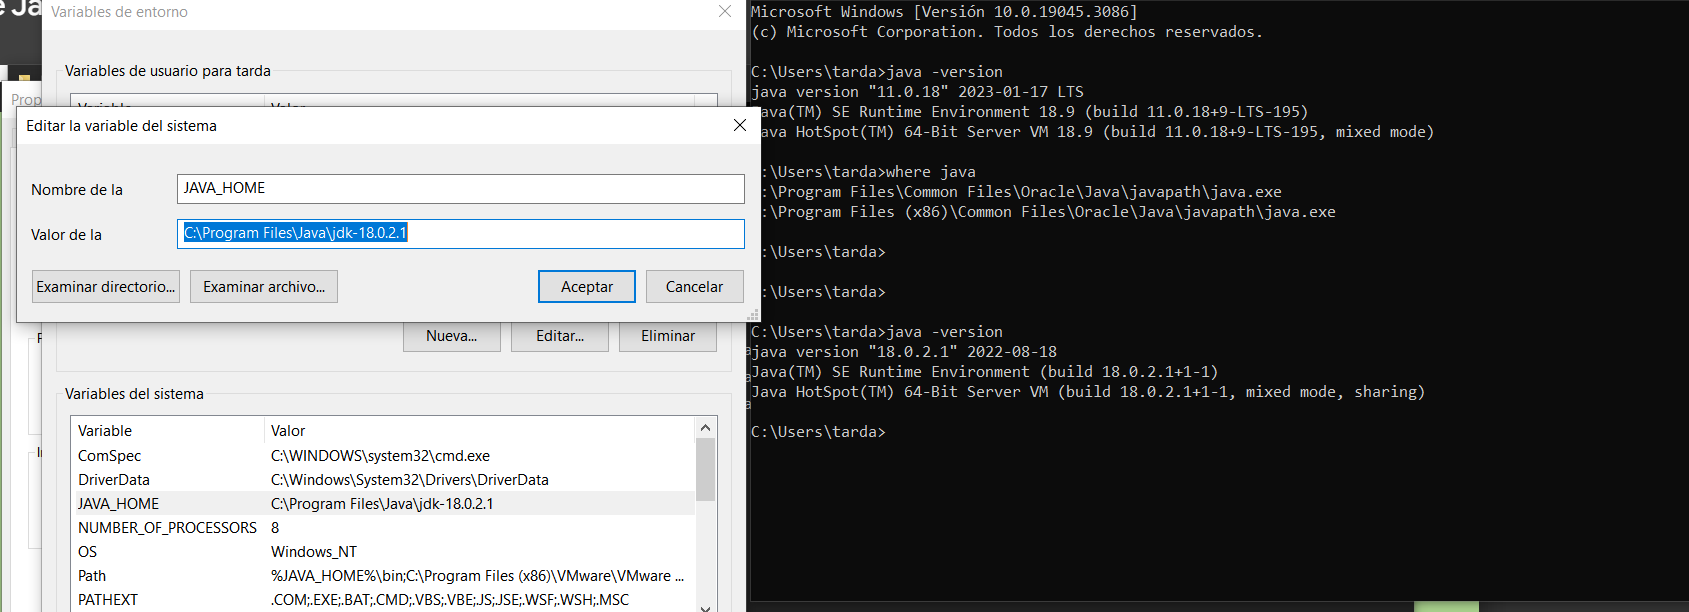 e Ja
Variables de entorno
Variables de usuario para tarda
Variable Valor
Prop
Editar la variable del sistema
Nombre de la JAVA_HOME
Valor de la C:\Program Files\Java\jdk-18.0.2.1
Examinar directorio... Examinar archivo... Aceptar Cancelar
Nueva... Editar... Eliminar
Variables del sistema
Variable Valor
ComSpec C:\WINDOWS\system32\cmd.exe
DriverData C:\Windows\System32\Drivers\DriverData
JAVA_HOME C:\Program Files\Java\jdk-18.0.2.1
NUMBER_OF_PROCESSORS 8
OS Windows_NT
Path %JAVA_HOME%\bin;C:\Program Files (x86)\VMware\VMware ...
PATHEXT .COM;.EXE;.BAT;.CMD;.VBS;.VBE;.JS;.JSE;.WSF;.WSH;.MSC
Microsoft Windows [Versión 10.0.19045.3086]
(c) Microsoft Corporation. Todos los derechos reservados.
C:\Users\tarda>java -version
java version "11.0.18" 2023-01-17 LTS
ava(TM) SE Runtime Environment 18.9 (build 11.0.18+9-LTS-195)
ava HotSpot(TM) 64-Bit Server VM 18.9 (build 11.0.18+9-LTS-195, mixed mode)
:\Users\tarda>where java
:\Program Files\Common Files\Oracle\Java\javapath\java.exe
:\Program Files (x86)\Common Files\Oracle\Java\javapath\java.exe
:\Users\tarda>
:\Users\tarda>
C:\Users\tarda>java -version
java version "18.0.2.1" 2022-08-18
Java(TM) SE Runtime Environment (build 18.0.2.1+1-1)
Java HotSpot(TM) 64-Bit Server VM (build 18.0.2.1+1-1, mixed mode, sharing)
C:\Users\tarda>